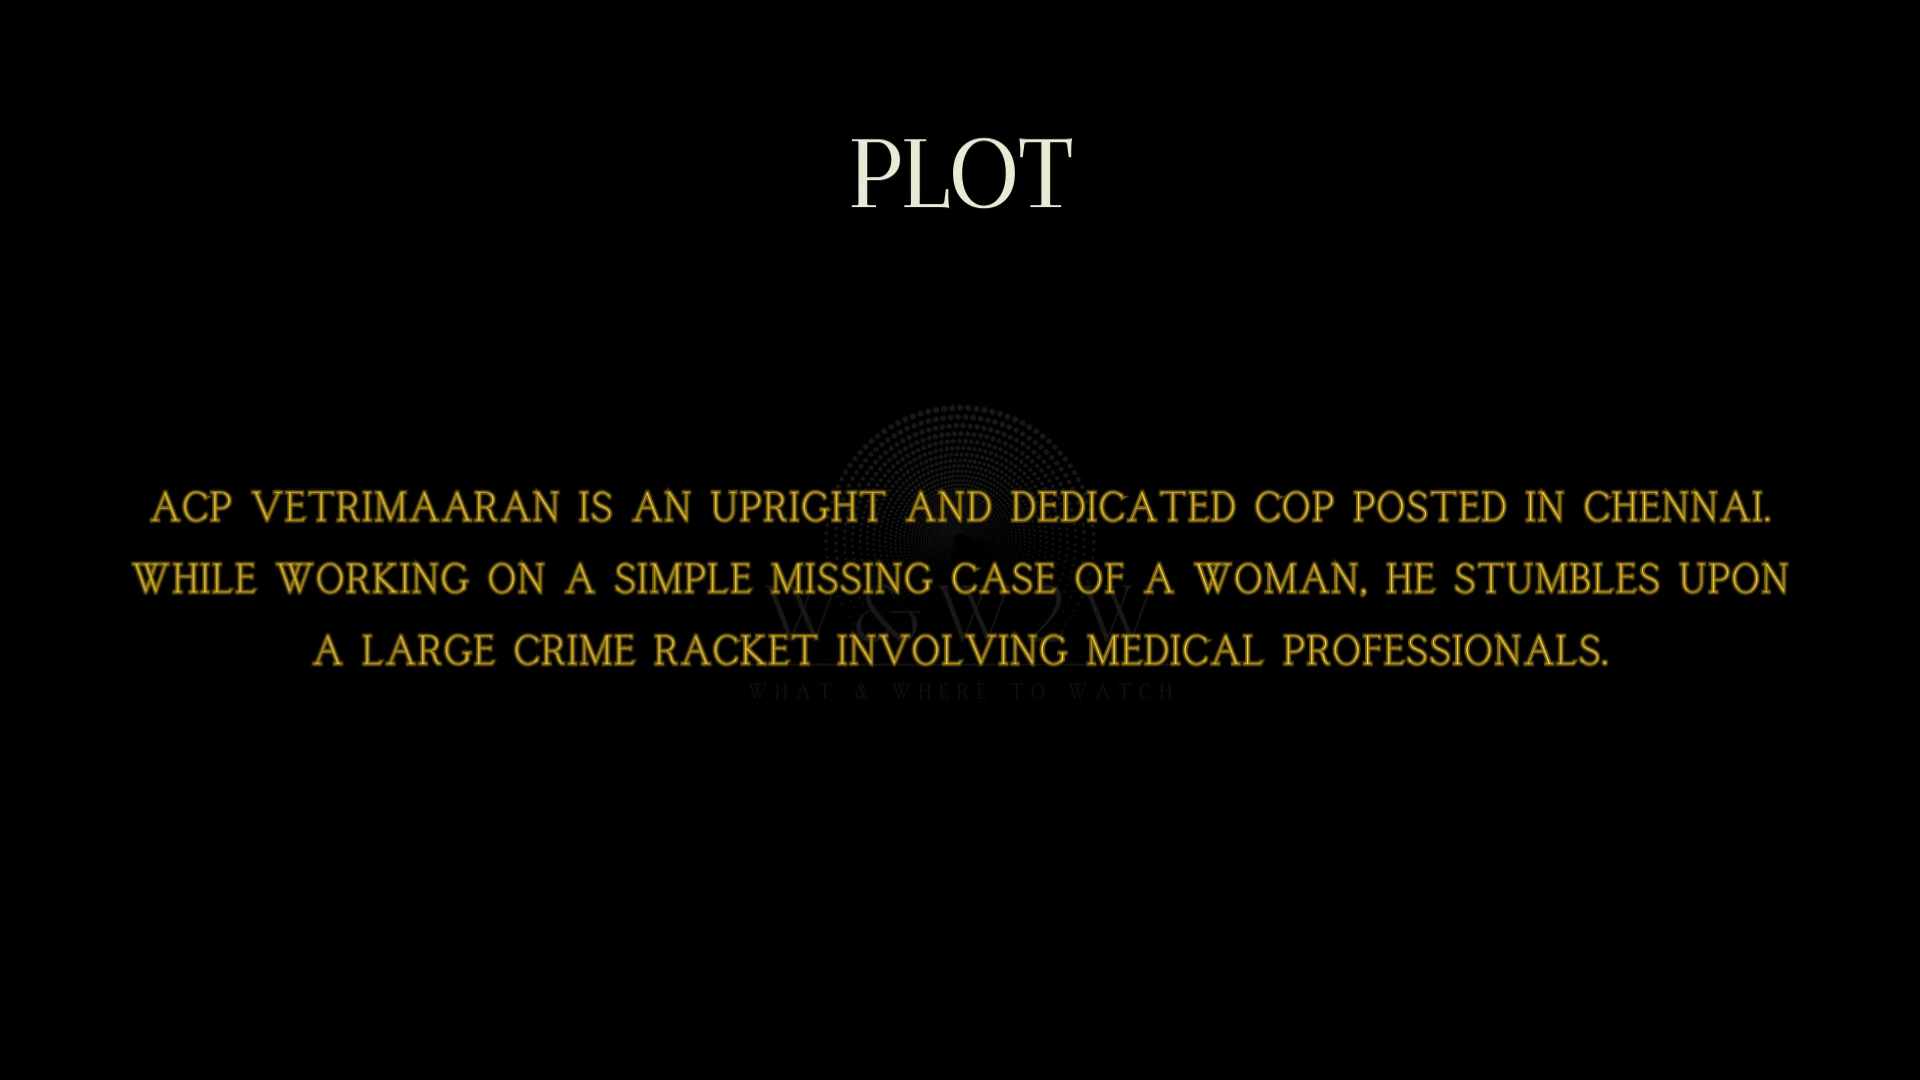 PLOT
ACP VETRIMAARAN IS AN UPRIGHT AND DEDICATED COP POSTED IN CHENNAI.
WHILE WORKING ON A SIMPLE MISSING CASE OF A WOMAN, HE STUMBLES UPON
W & W 2 W
A LARGE CRIME RACKET INVOLVING MEDICAL PROFESSIONALS.
WHAT & WHERE TO WATCH